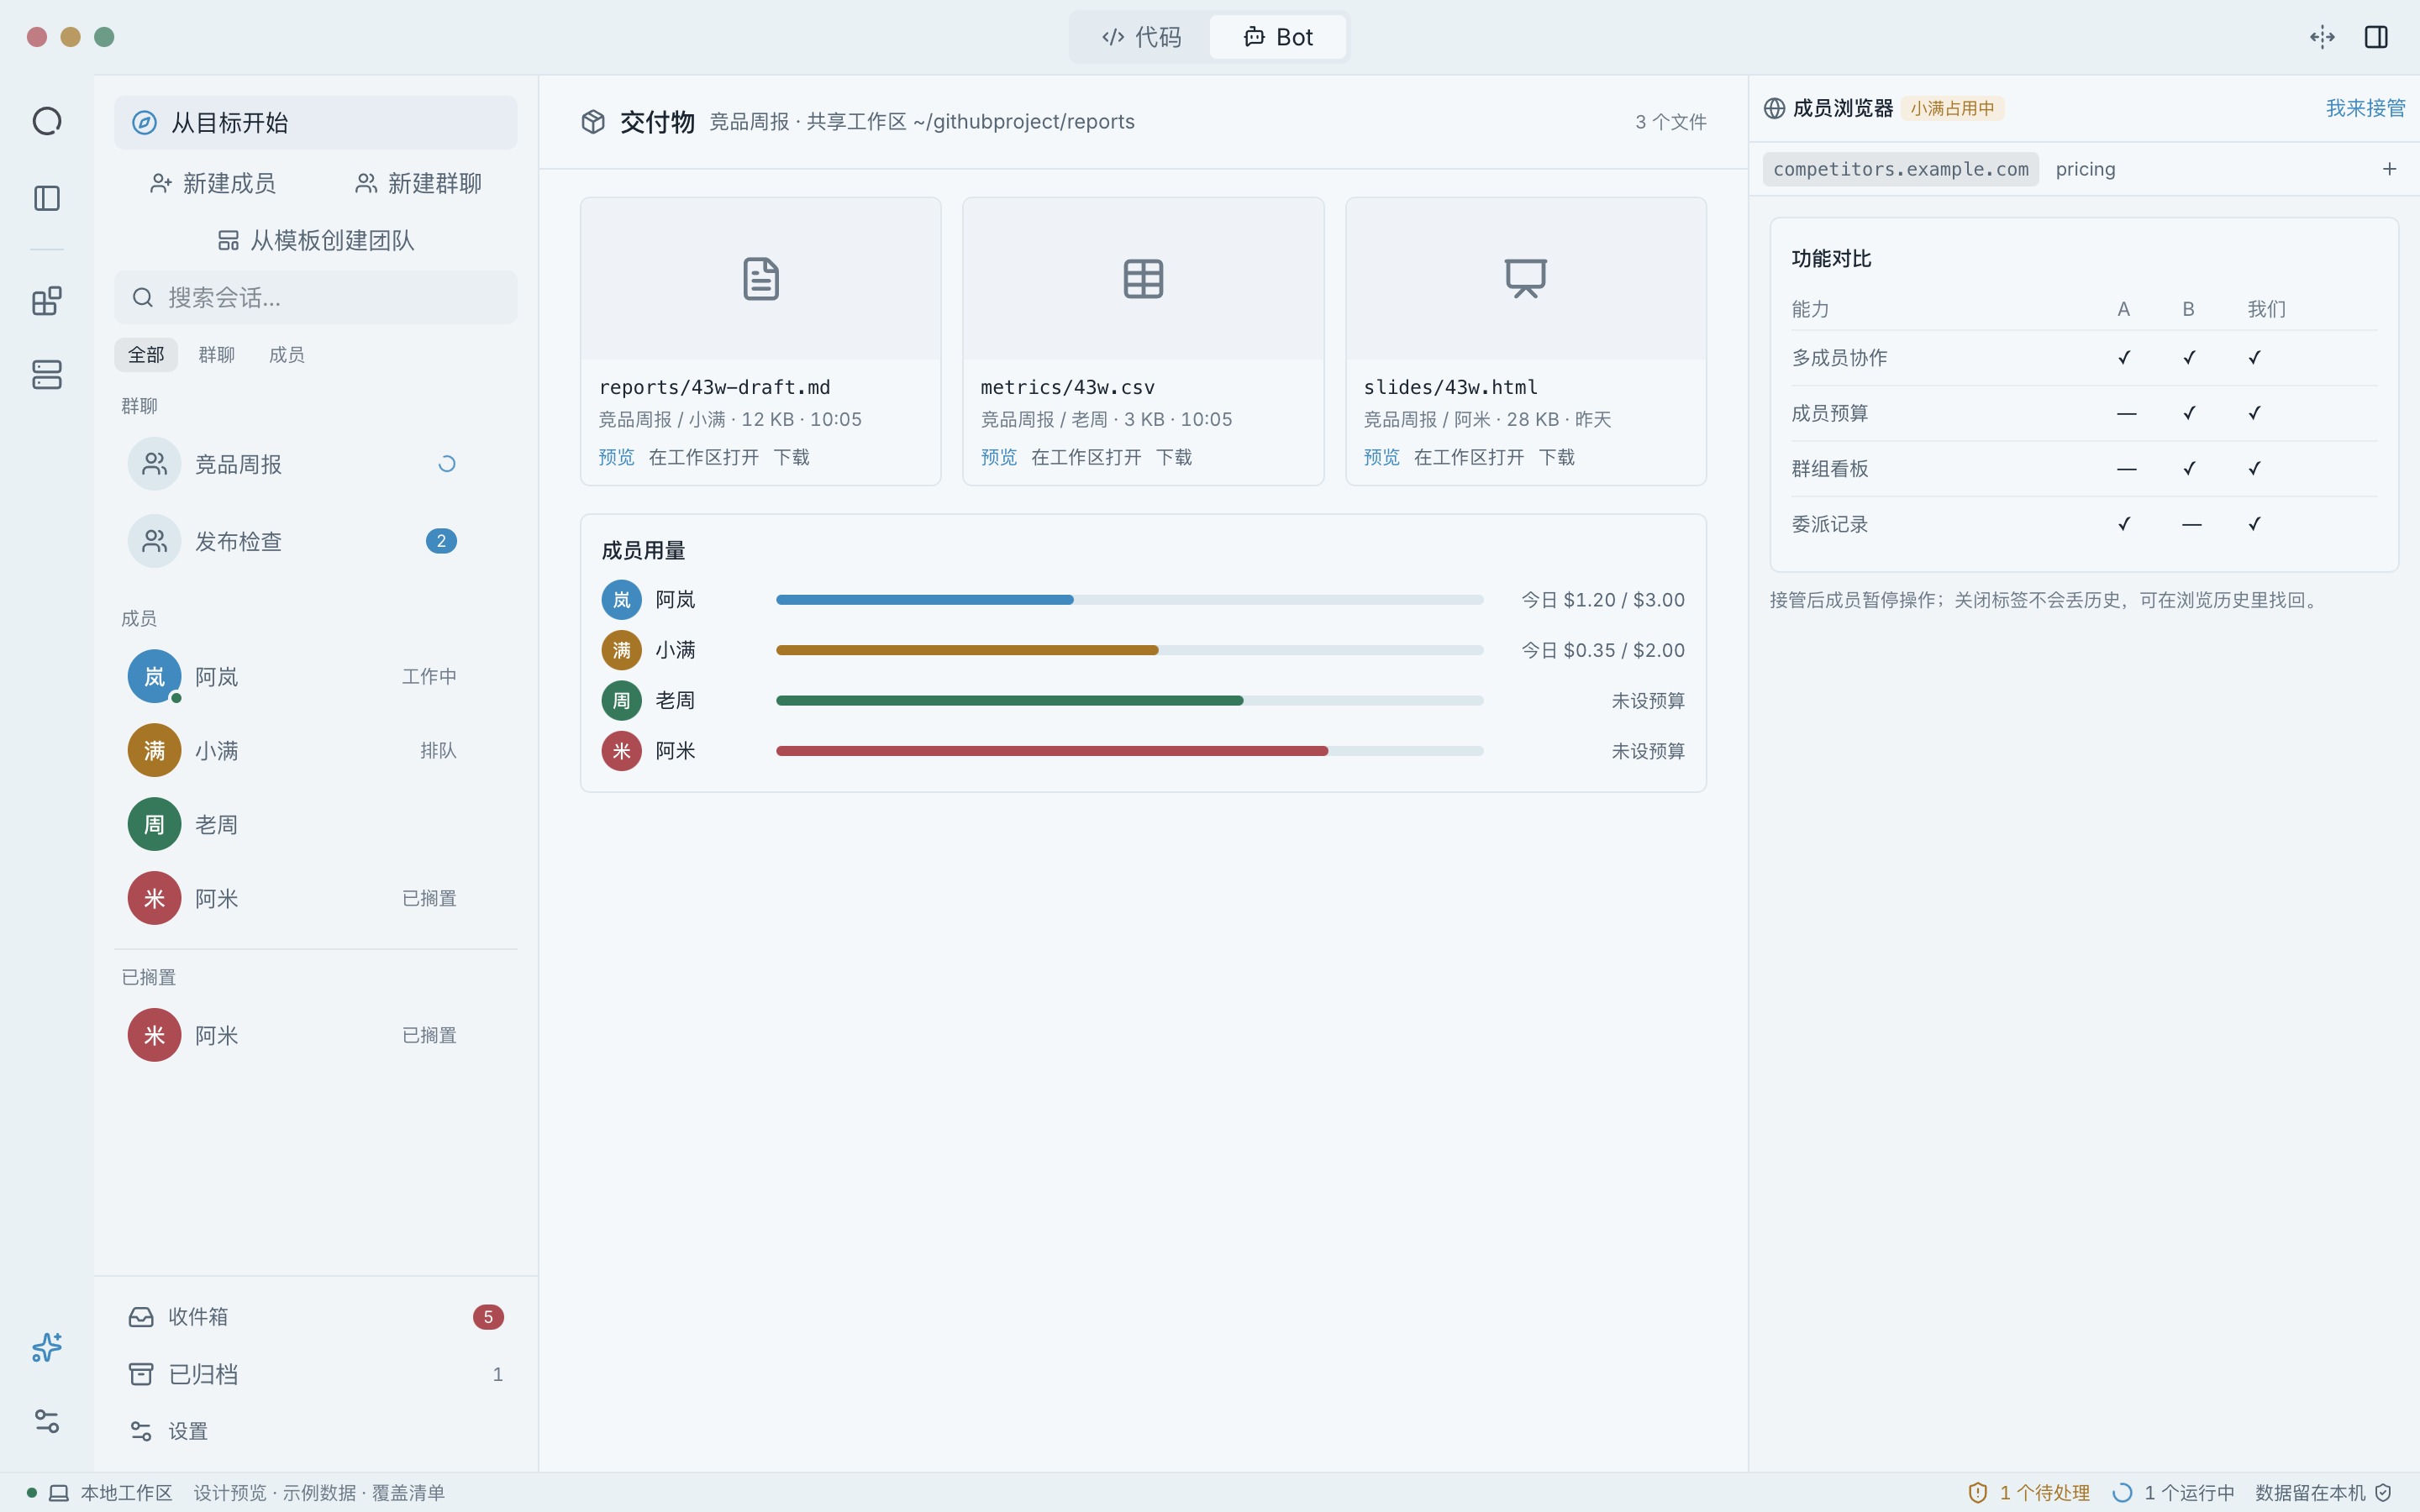 代码 Bot
从目标开始
新建成员 新建群聊
从模板创建团队
搜索会话...
全部 群聊 成员
群聊
竞品周报
发布检查 2
成员
岚 阿岚 工作中
满 小满 排队
周 老周
米 阿米 已搁置
已搁置
米 阿米 已搁置
收件箱 5
已归档 1
设置
交付物 竞品周报 · 共享工作区 ~/githubproject/reports 3 个文件
reports/43w-draft.md
竞品周报 / 小满 · 12 KB · 10:05
预览 在工作区打开 下载
metrics/43w.csv
竞品周报 / 老周 · 3 KB · 10:05
预览 在工作区打开 下载
slides/43w.html
竞品周报 / 阿米 · 28 KB · 昨天
预览 在工作区打开 下载
成员用量
岚 阿岚 今日 $1.20 / $3.00
满 小满 今日 $0.35 / $2.00
周 老周 未设预算
米 阿米 未设预算
成员浏览器 小满占用中 我来接管
competitors.example.com pricing +
功能对比
能力 A B 我们
多成员协作 ✓ ✓ ✓
成员预算 — ✓ ✓
群组看板 — ✓ ✓
委派记录 ✓ — ✓
接管后成员暂停操作；关闭标签不会丢历史，可在浏览历史里找回。
本地工作区 设计预览 · 示例数据 · 覆盖清单
1 个待处理 1 个运行中 数据留在本机